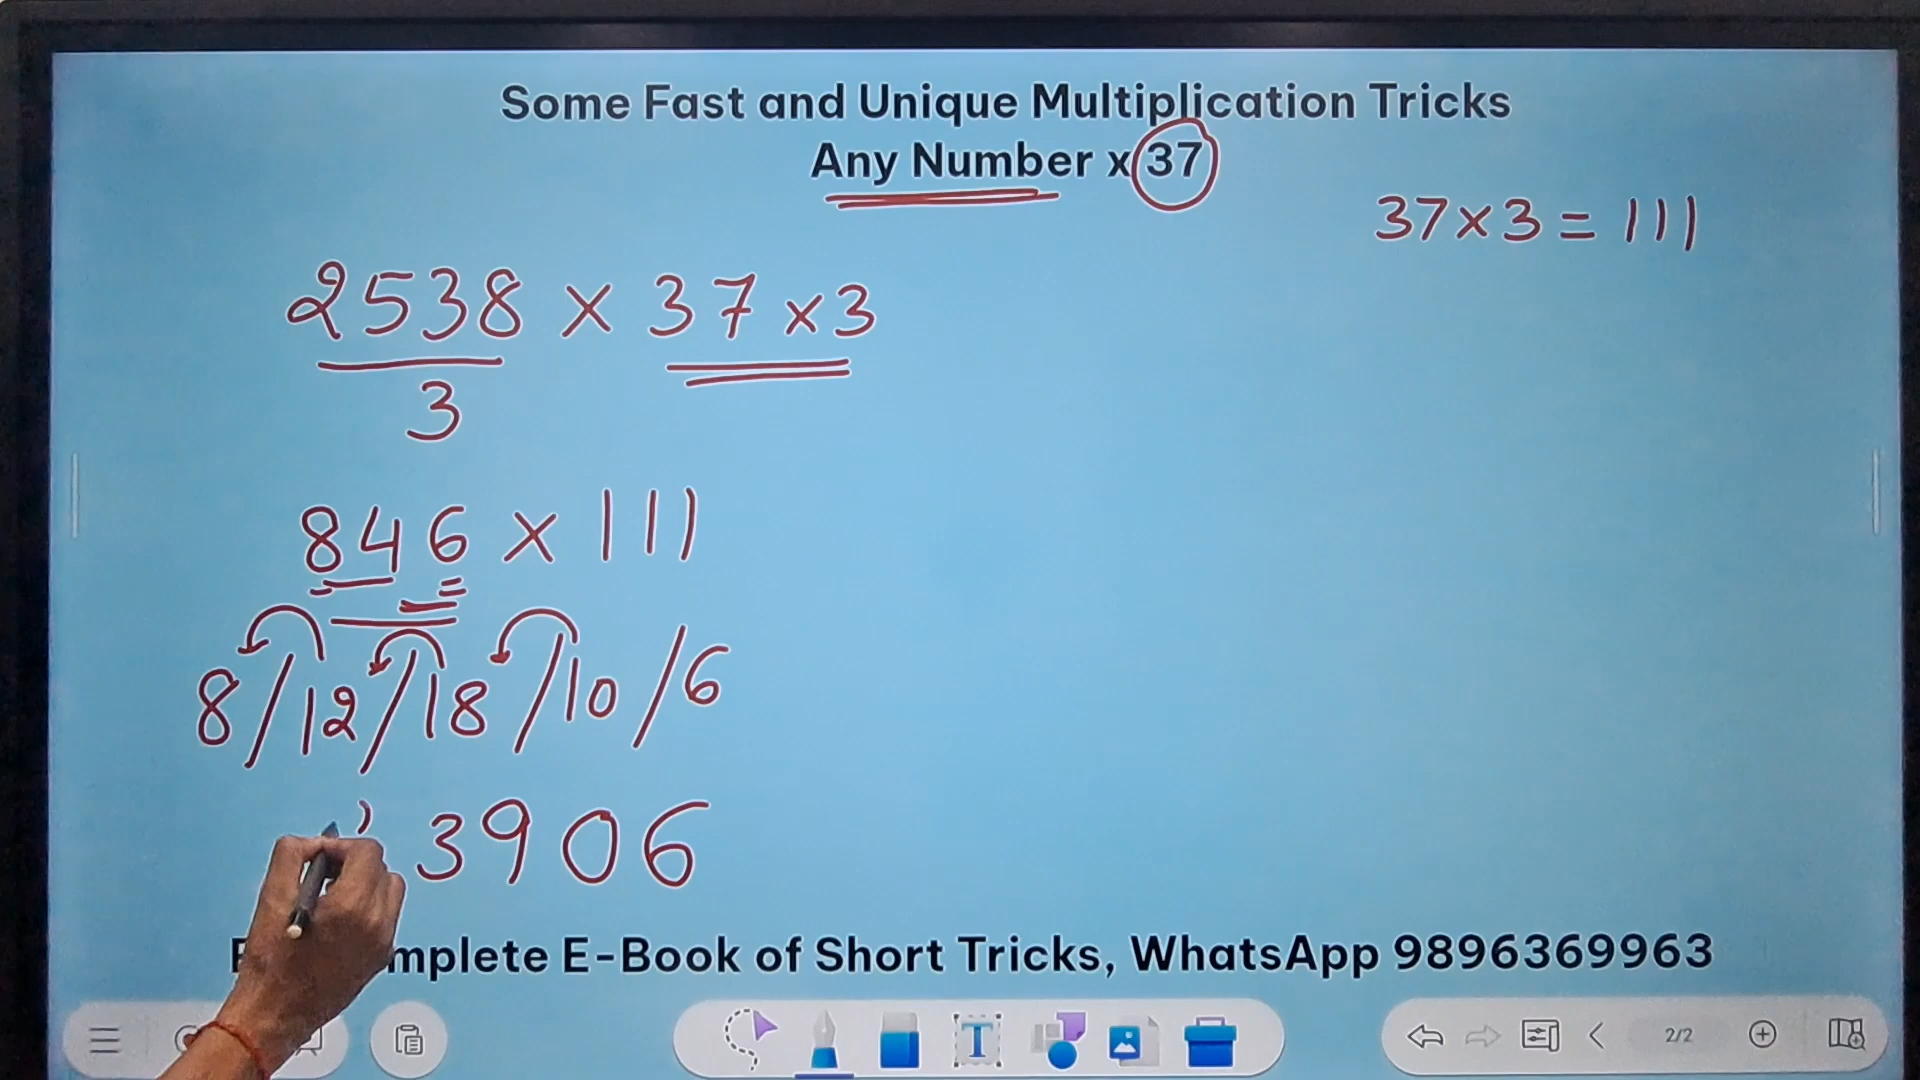 Some Fast and Unique Multiplication Tricks
Any Number x 37
37 × 3 = 111
2538 × 37 × 3
3
846 × 111
8/12/18/10/6
3906
E-Book of Short Tricks, WhatsApp 9896369963
T
2/2